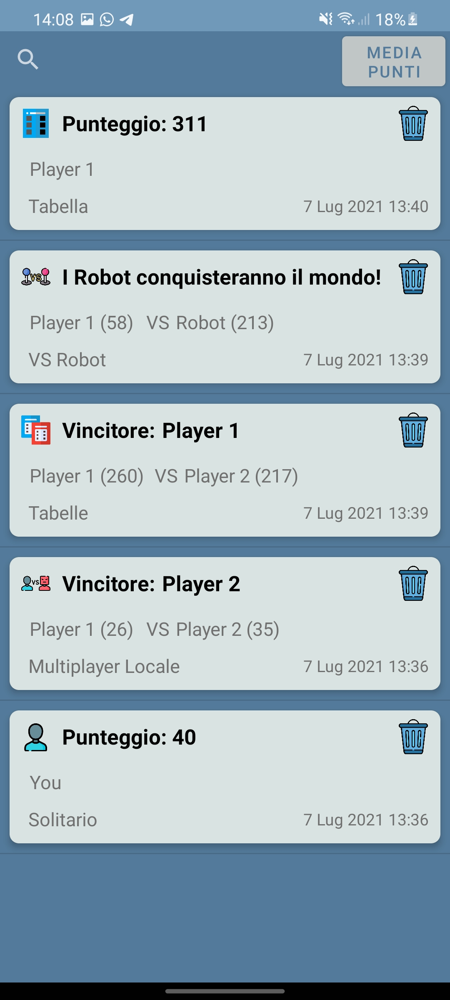 14:08 18%
MEDIA
PUNTI
Punteggio: 311
Player 1
Tabella 7 Lug 2021 13:40
VS I Robot conquisteranno il mondo!
Player 1 (58) VS Robot (213)
VS Robot 7 Lug 2021 13:39
Vincitore: Player 1
Player 1 (260) VS Player 2 (217)
Tabelle 7 Lug 2021 13:39
VS Vincitore: Player 2
Player 1 (26) VS Player 2 (35)
Multiplayer Locale 7 Lug 2021 13:36
Punteggio: 40
You
Solitario 7 Lug 2021 13:36